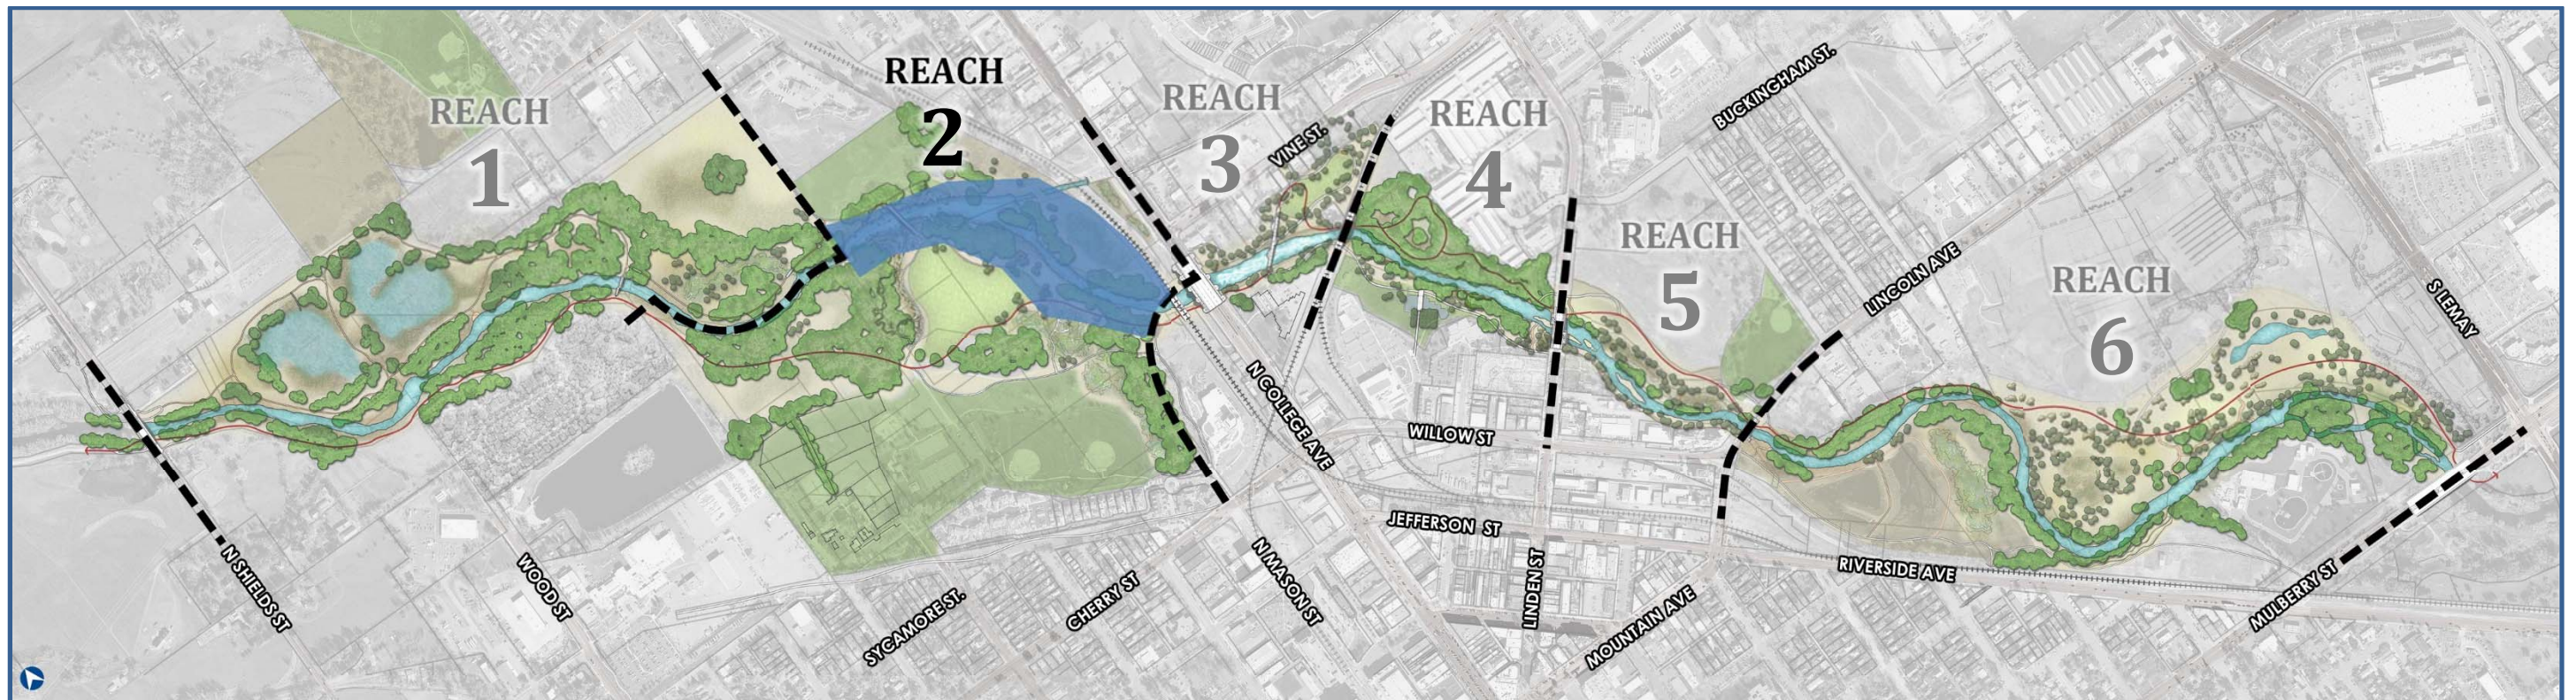 REACH
1
REACH
2
REACH
3
REACH
4
REACH
5
REACH
6
VINE ST.
BUCKINGHAM ST.
LINCOLN AVE
S LEMAY
N COLLEGE AVE
WILLOW ST
JEFFERSON ST
N SHIELDS ST
WOOD ST
SYCAMORE ST.
CHERRY ST
N MASON ST
LINDEN ST
MOUNTAIN AVE
RIVERSIDE AVE
MULBERRY ST